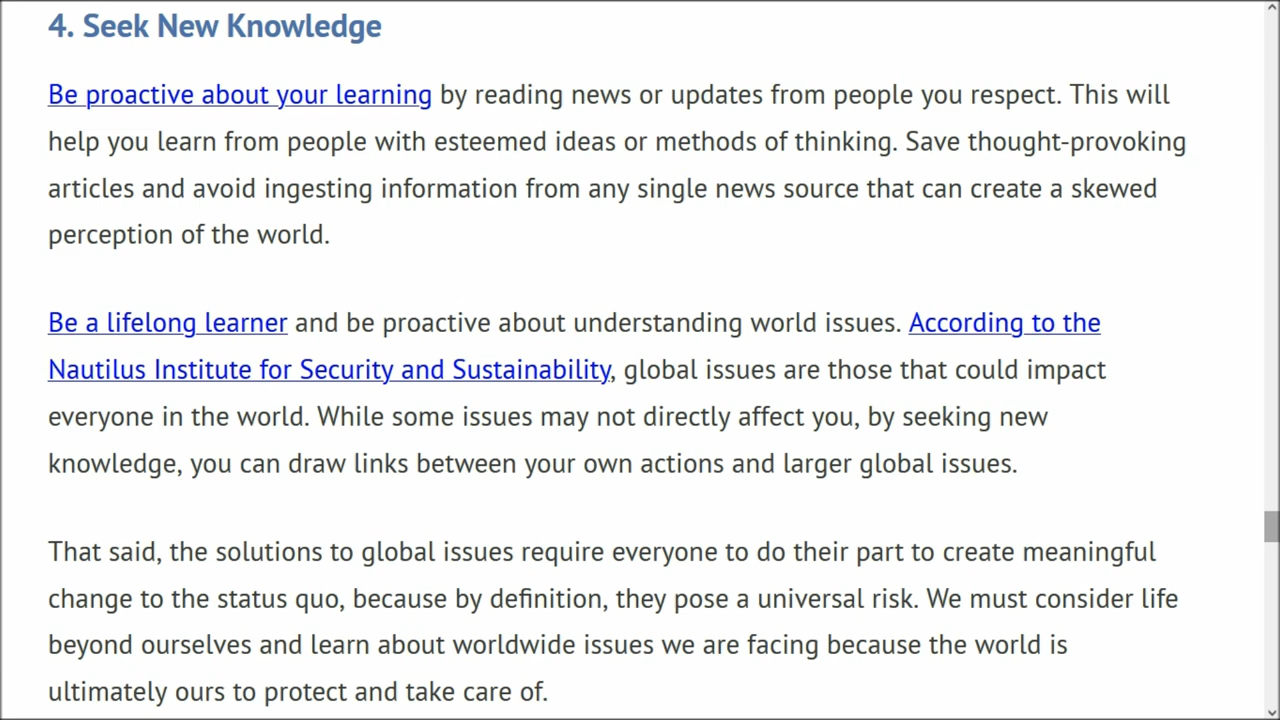 4. Seek New Knowledge
Be proactive about your learning by reading news or updates from people you respect. This will
help you learn from people with esteemed ideas or methods of thinking. Save thought-provoking
articles and avoid ingesting information from any single news source that can create a skewed
perception of the world.
Be a lifelong learner and be proactive about understanding world issues. According to the
Nautilus Institute for Security and Sustainability, global issues are those that could impact
everyone in the world. While some issues may not directly affect you, by seeking new
knowledge, you can draw links between your own actions and larger global issues.
That said, the solutions to global issues require everyone to do their part to create meaningful
change to the status quo, because by definition, they pose a universal risk. We must consider life
beyond ourselves and learn about worldwide issues we are facing because the world is
ultimately ours to protect and take care of.